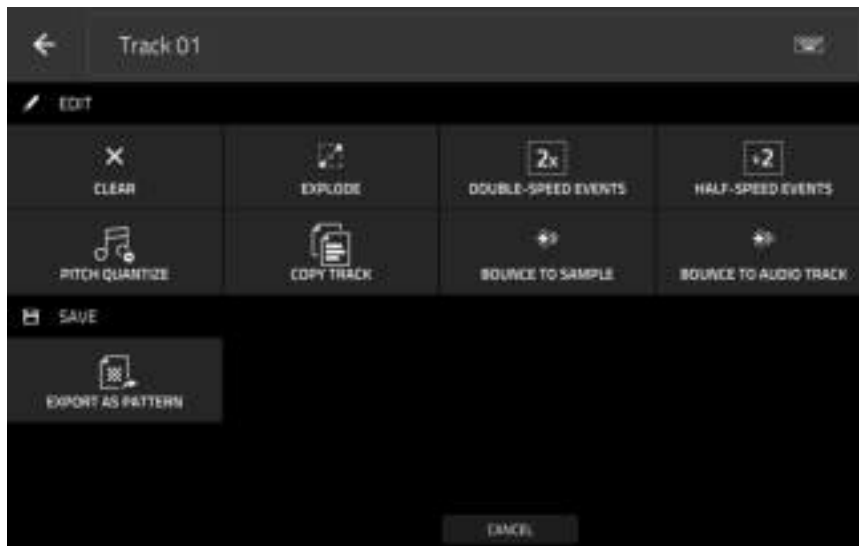 Track 01
EDIT
CLEAR
EXPLODE
2x
DOUBLE-SPEED EVENTS
÷2
HALF-SPEED EVENTS
PITCH QUANTIZE
COPY TRACK
BOUNCE TO SAMPLE
BOUNCE TO AUDIO TRACK
SAVE
EXPORT AS PATTERN
CANCEL